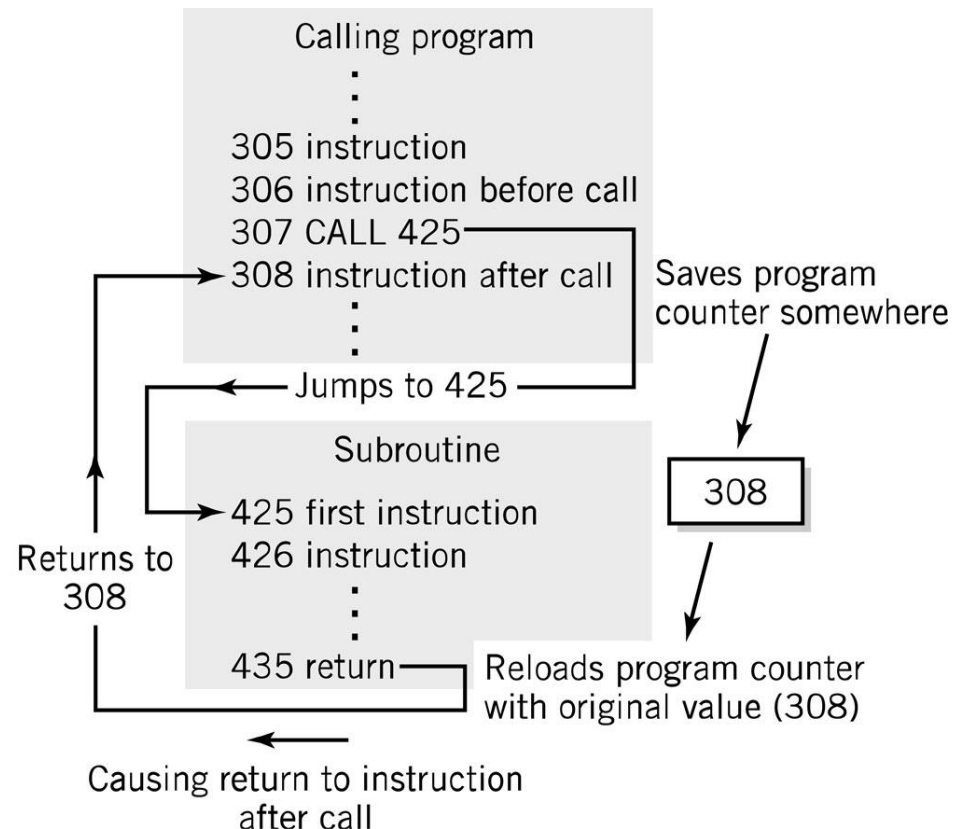 Calling program
305 instruction
306 instruction before call
307 CALL 425
308 instruction after call
Saves program
counter somewhere
Jumps to 425
Subroutine
308
425 first instruction
426 instruction
Returns to
308
435 return
Reloads program counter
with original value (308)
Causing return to instruction
after call